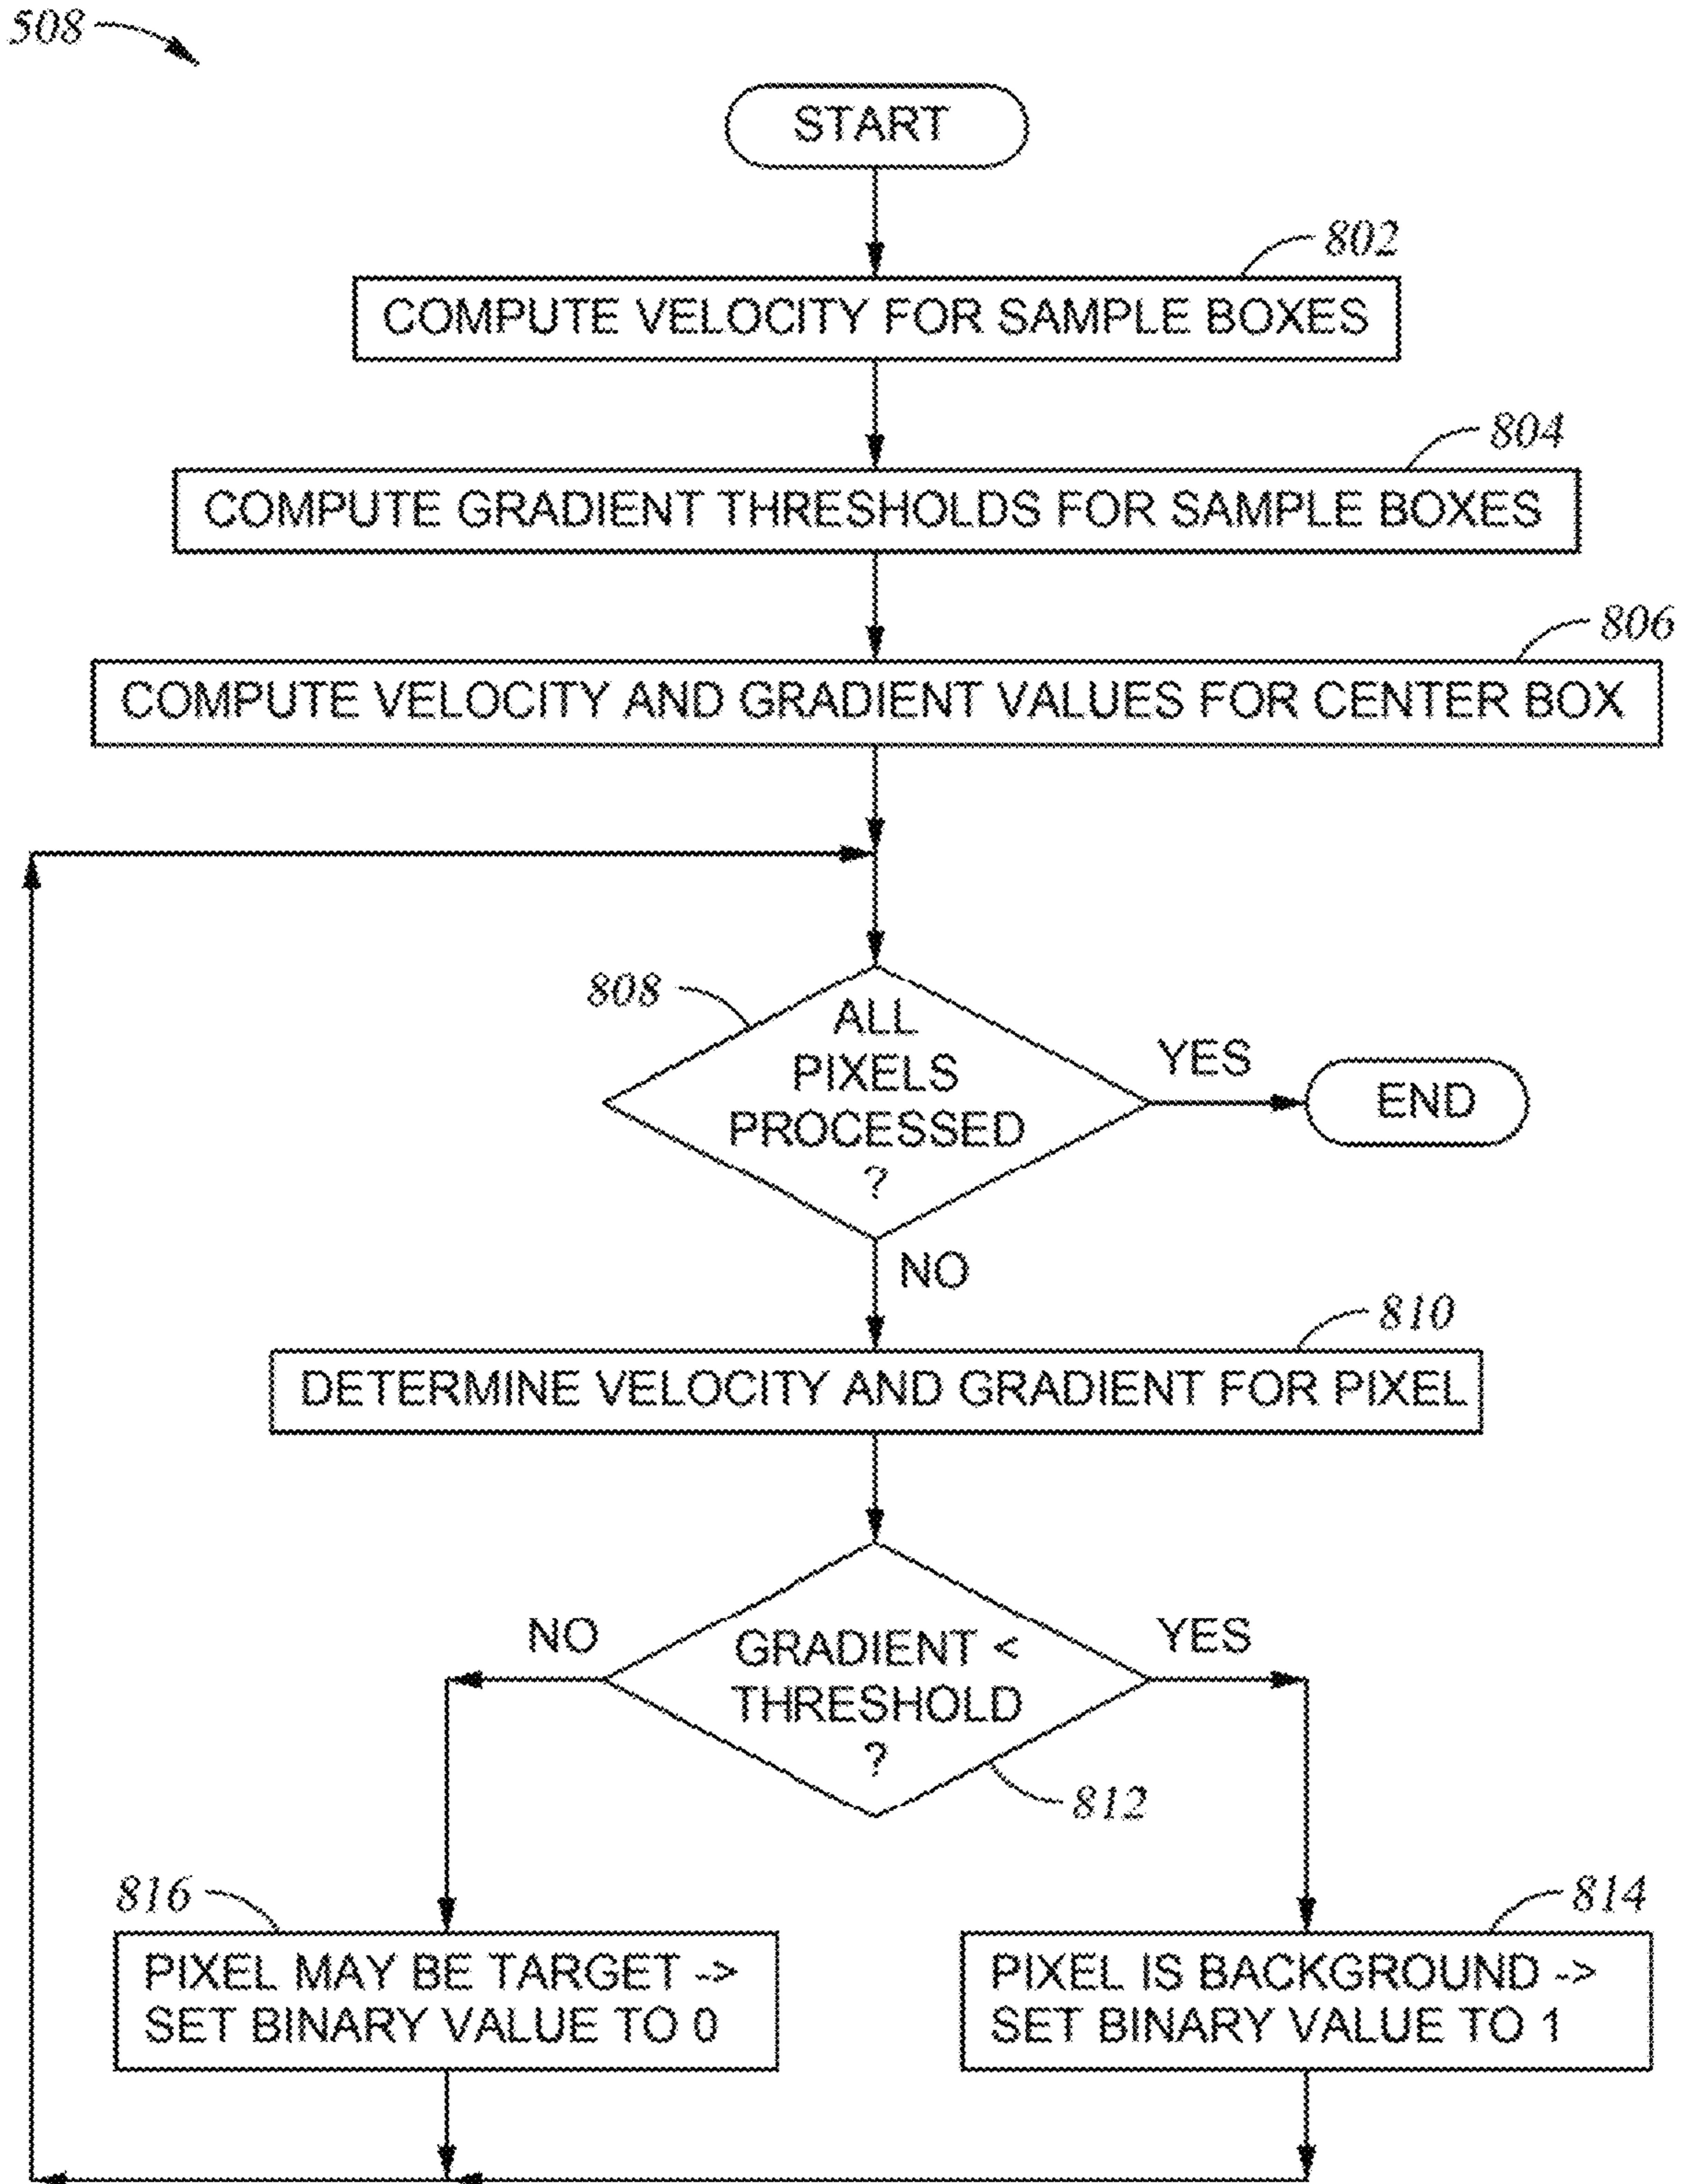 508
START
802
COMPUTE VELOCITY FOR SAMPLE BOXES
804
COMPUTE GRADIENT THRESHOLDS FOR SAMPLE BOXES
806
COMPUTE VELOCITY AND GRADIENT VALUES FOR CENTER BOX
808
ALL
PIXELS
PROCESSED
?
YES
END
NO
810
DETERMINE VELOCITY AND GRADIENT FOR PIXEL
NO
GRADIENT <
THRESHOLD
?
YES
812
816
PIXEL MAY BE TARGET ->
SET BINARY VALUE TO 0
814
PIXEL IS BACKGROUND ->
SET BINARY VALUE TO 1